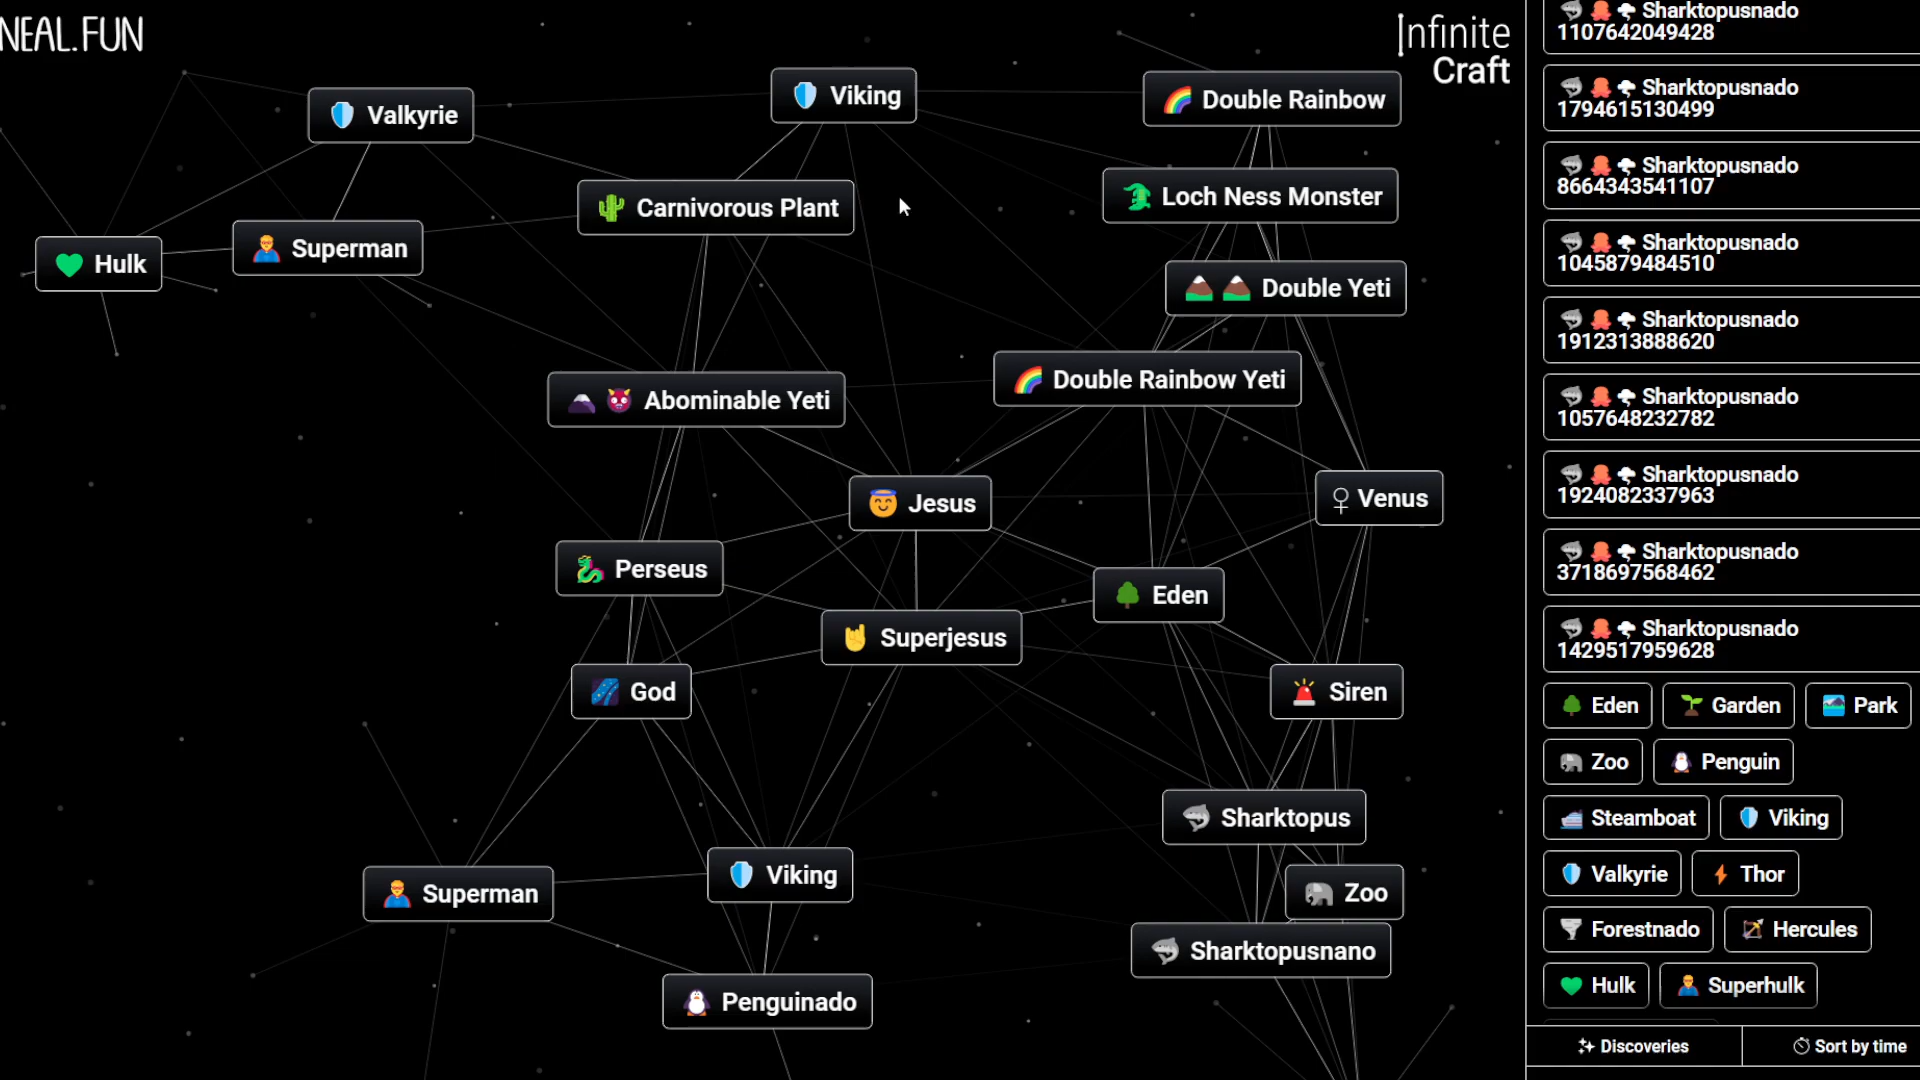 NEAL.FUN
Infinite
Craft
Valkyrie
Viking
Double Rainbow
Carnivorous Plant
Loch Ness Monster
Hulk
Superman
Double Yeti
Abominable Yeti
Double Rainbow Yeti
Jesus
Venus
Perseus
Eden
Superjesus
God
Siren
Sharktopus
Superman
Viking
Zoo
Sharktopusnano
Penguinado
Sharktopusnado
1107642049428
Sharktopusnado
1794615130499
Sharktopusnado
8664343541107
Sharktopusnado
1045879484510
Sharktopusnado
1912313888620
Sharktopusnado
1057648232782
Sharktopusnado
1924082337963
Sharktopusnado
3718697568462
Sharktopusnado
1429517959628
Eden Garden Park
Zoo Penguin
Steamboat Viking
Valkyrie Thor
Forestnado Hercules
Hulk Superhulk
Discoveries Sort by time